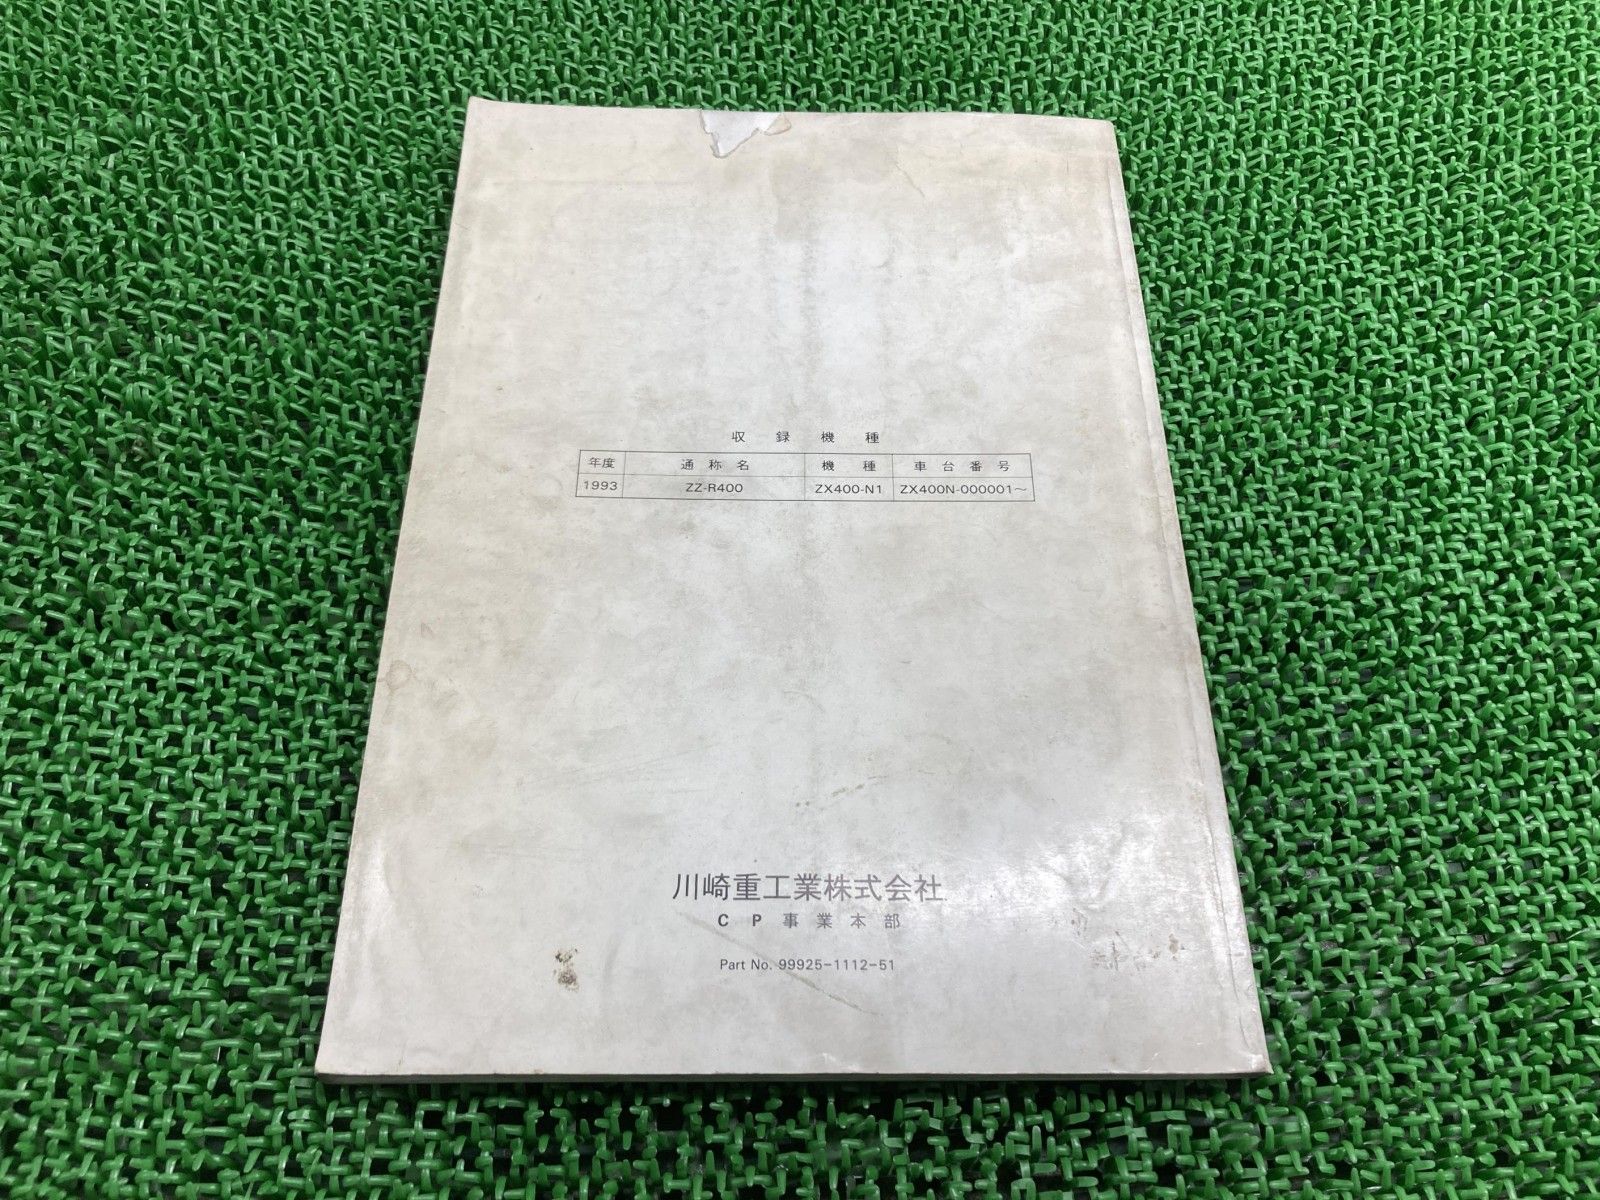 収録機種
年度 通称名 機種 車台番号
1993 ZZ-R400 ZX400-N1 ZX400N-000001～
川崎重工業株式会社
CP事業本部
Part No. 99925-1112-51